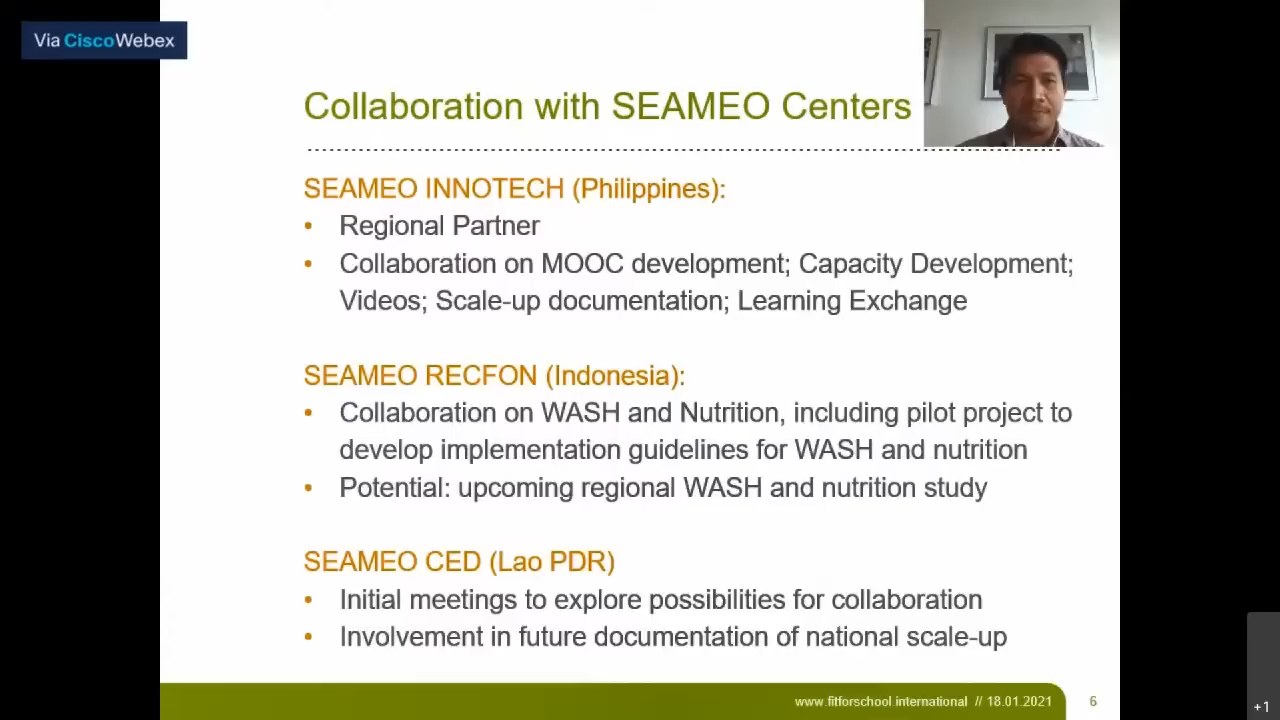 Via CiscoWebex
Collaboration with SEAMEO Centers
SEAMEO INNOTECH (Philippines):
• Regional Partner
• Collaboration on MOOC development; Capacity Development;
Videos; Scale-up documentation; Learning Exchange
SEAMEO RECFON (Indonesia):
• Collaboration on WASH and Nutrition, including pilot project to
develop implementation guidelines for WASH and nutrition
• Potential: upcoming regional WASH and nutrition study
SEAMEO CED (Lao PDR)
• Initial meetings to explore possibilities for collaboration
• Involvement in future documentation of national scale-up
www.fitforschool.international // 18.01.2021 6
+1